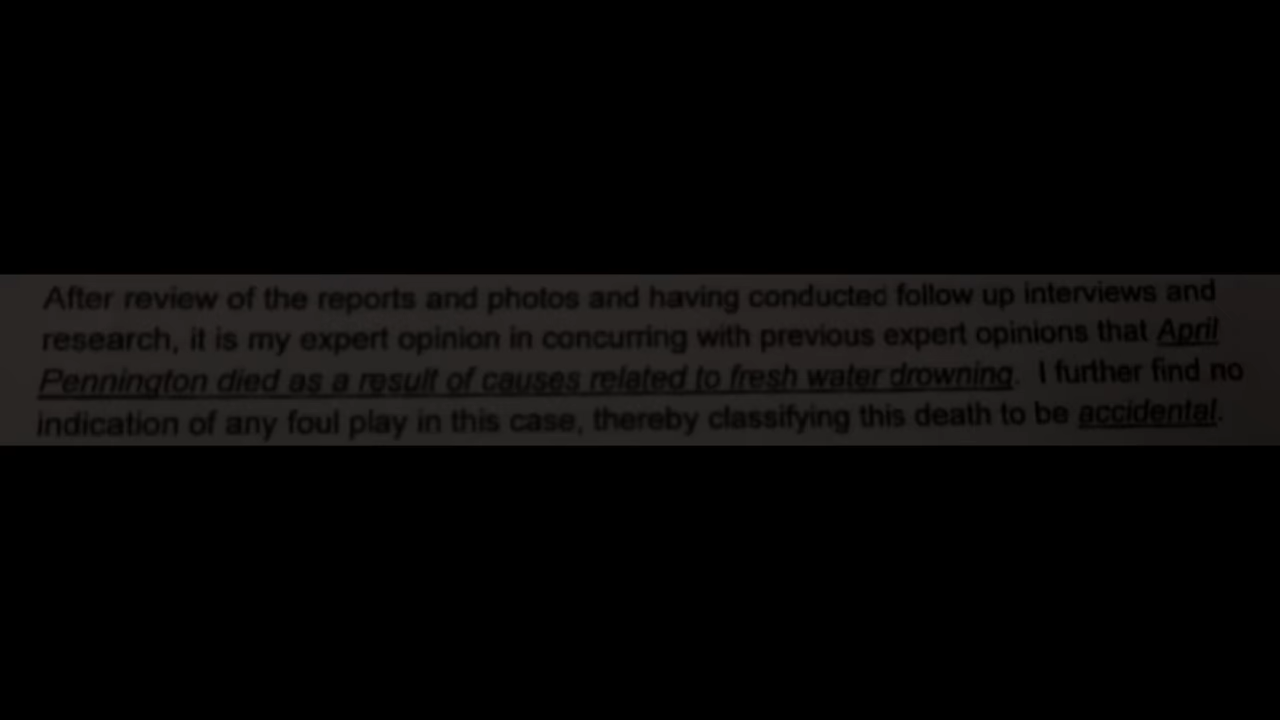 After review of the reports and photos and having conducted follow up interviews and
research, it is my expert opinion in concurring with previous expert opinions that April
Pennington died as a result of causes related to fresh water drowning. I further find no
indication of any foul play in this case, thereby classifying this death to be accidental.